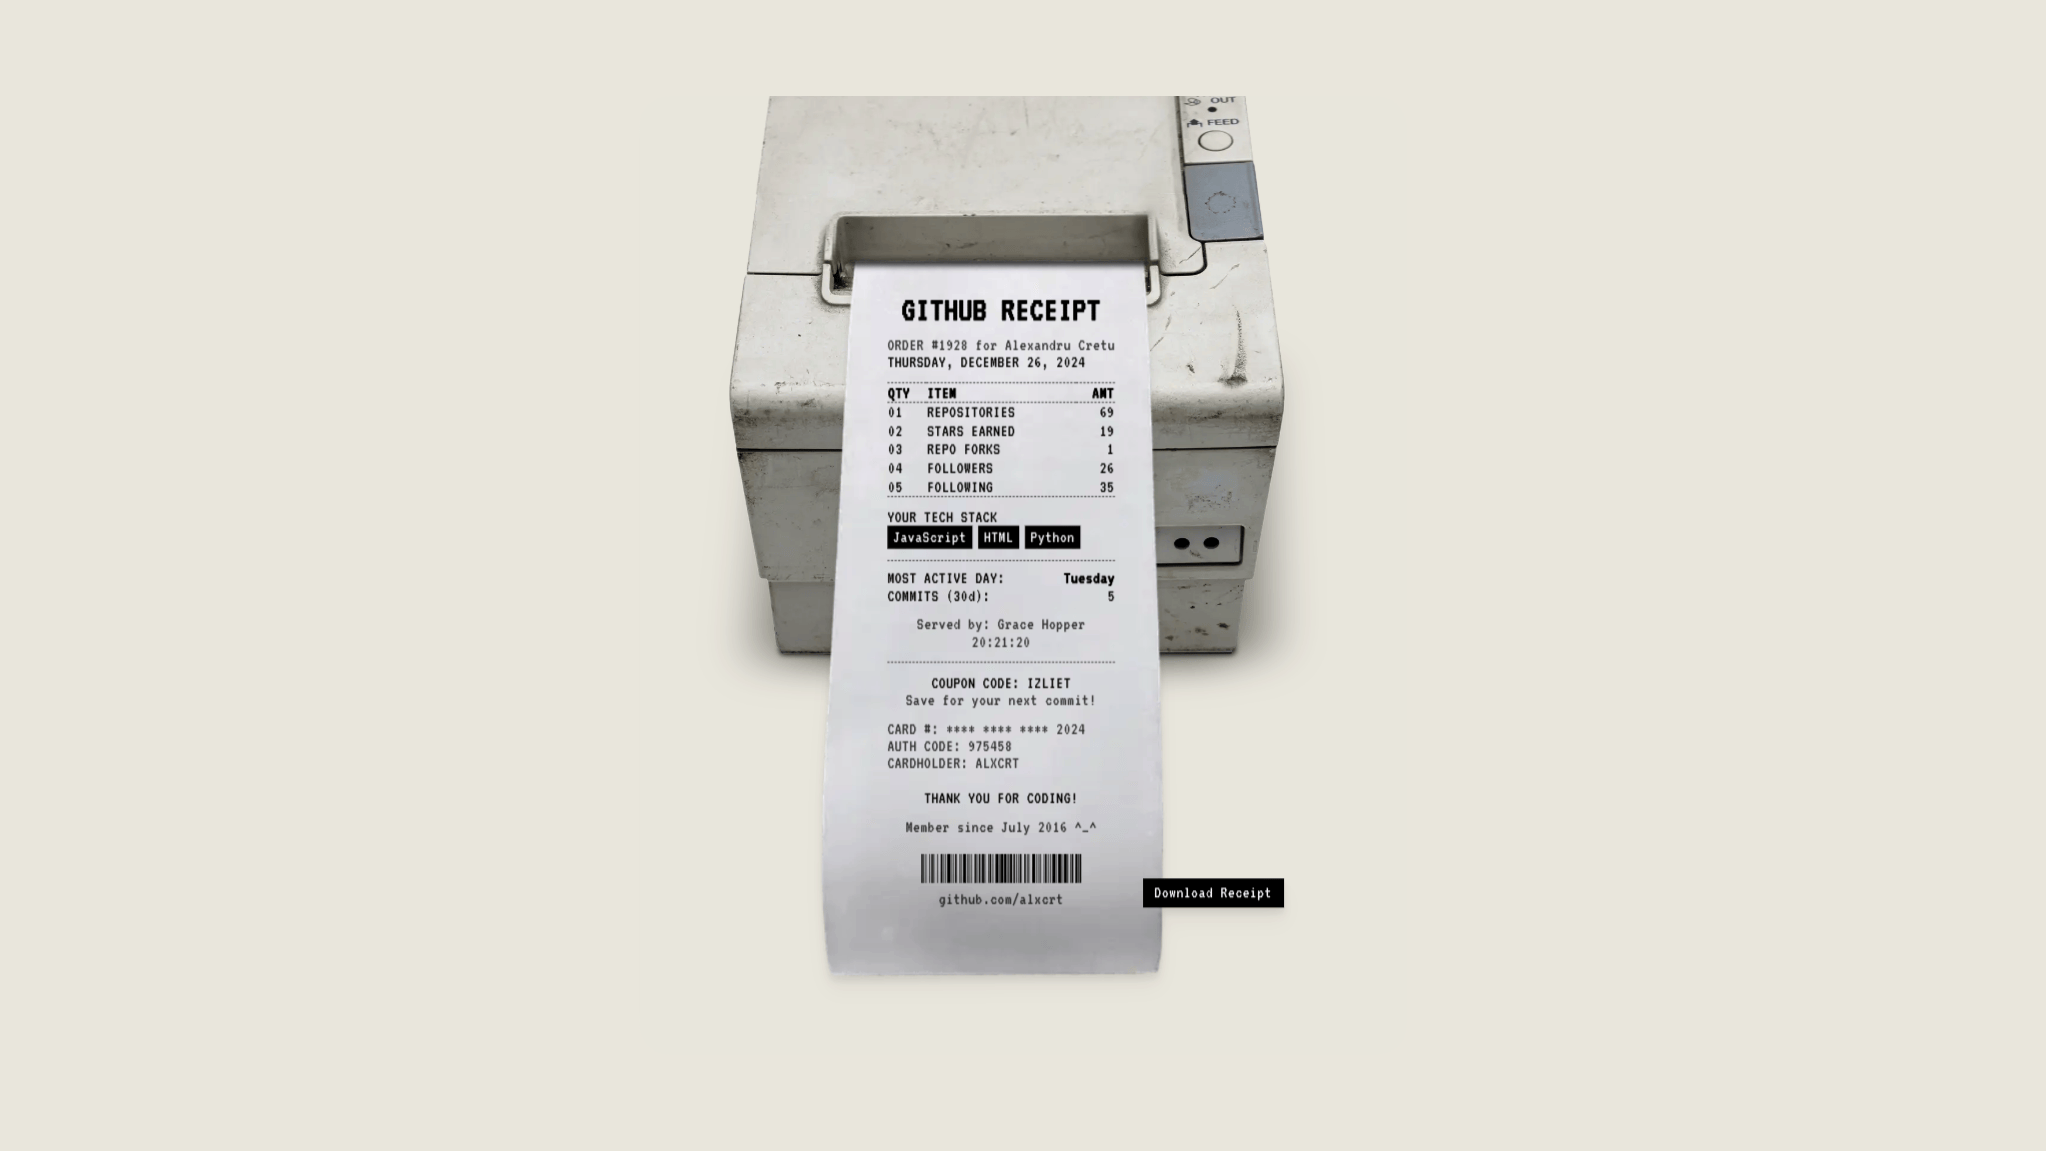 OUT
FEED
GITHUB RECEIPT
ORDER #1928 for Alexandru Cretu
THURSDAY, DECEMBER 26, 2024
QTY ITEM AMT
01 REPOSITORIES 69
02 STARS EARNED 19
03 REPO FORKS 1
04 FOLLOWERS 26
05 FOLLOWING 35
YOUR TECH STACK
JavaScript HTML Python
MOST ACTIVE DAY: Tuesday
COMMITS (30d): 5
Served by: Grace Hopper
20:21:20
COUPON CODE: IZLIET
Save for your next commit!
CARD #: **** **** **** 2024
AUTH CODE: 975458
CARDHOLDER: ALXCRT
THANK YOU FOR CODING!
Member since July 2016 ^_^
github.com/alxcrt
Download Receipt